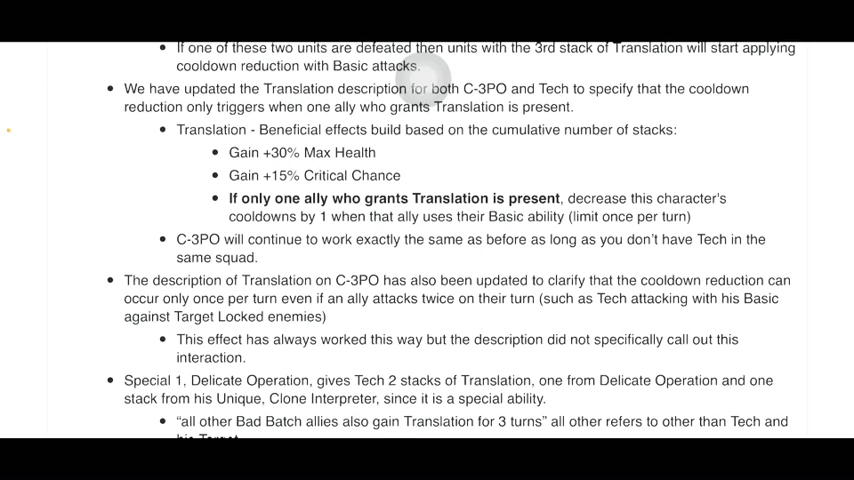 If one of these two units are defeated then units with the 3rd stack of Translation will start applying
cooldown reduction with Basic attacks.
We have updated the Translation description for both C-3PO and Tech to specify that the cooldown
reduction only triggers when one ally who grants Translation is present.
Translation - Beneficial effects build based on the cumulative number of stacks:
Gain +30% Max Health
Gain +15% Critical Chance
If only one ally who grants Translation is present, decrease this character's
cooldowns by 1 when that ally uses their Basic ability (limit once per turn)
C-3PO will continue to work exactly the same as before as long as you don't have Tech in the
same squad.
The description of Translation on C-3PO has also been updated to clarify that the cooldown reduction can
occur only once per turn even if an ally attacks twice on their turn (such as Tech attacking with his Basic
against Target Locked enemies)
This effect has always worked this way but the description did not specifically call out this
interaction.
Special 1, Delicate Operation, gives Tech 2 stacks of Translation, one from Delicate Operation and one
stack from his Unique, Clone Interpreter, since it is a special ability.
“all other Bad Batch allies also gain Translation for 3 turns” all other refers to other than Tech and
his Target